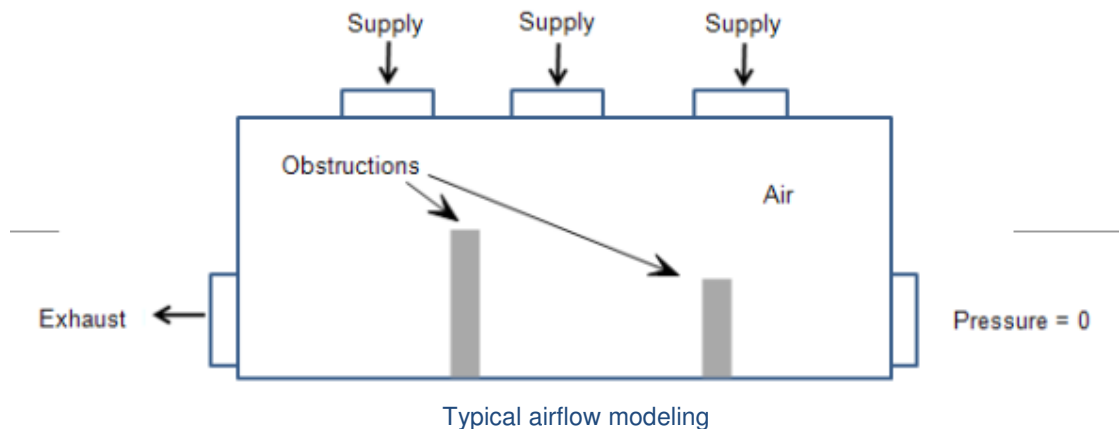 Supply
Supply
Supply
Obstructions
Air
Exhaust
Pressure = 0
Typical airflow modeling